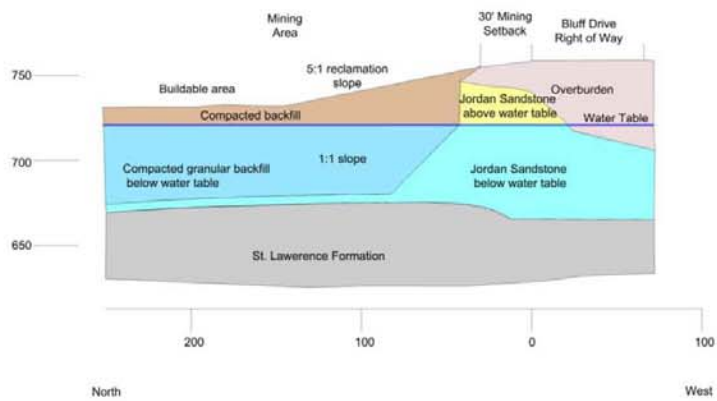 Mining
Area
30' Mining
Setback
Bluff Drive
Right of Way
750
5:1 reclamation
slope
Buildable area
Overburden
Jordan Sandstone
above water table
Compacted backfill
Water Table
700
1:1 slope
Compacted granular backfill
below water table
Jordan Sandstone
below water table
650
St. Lawerence Formation
200
100
0
100
North
West